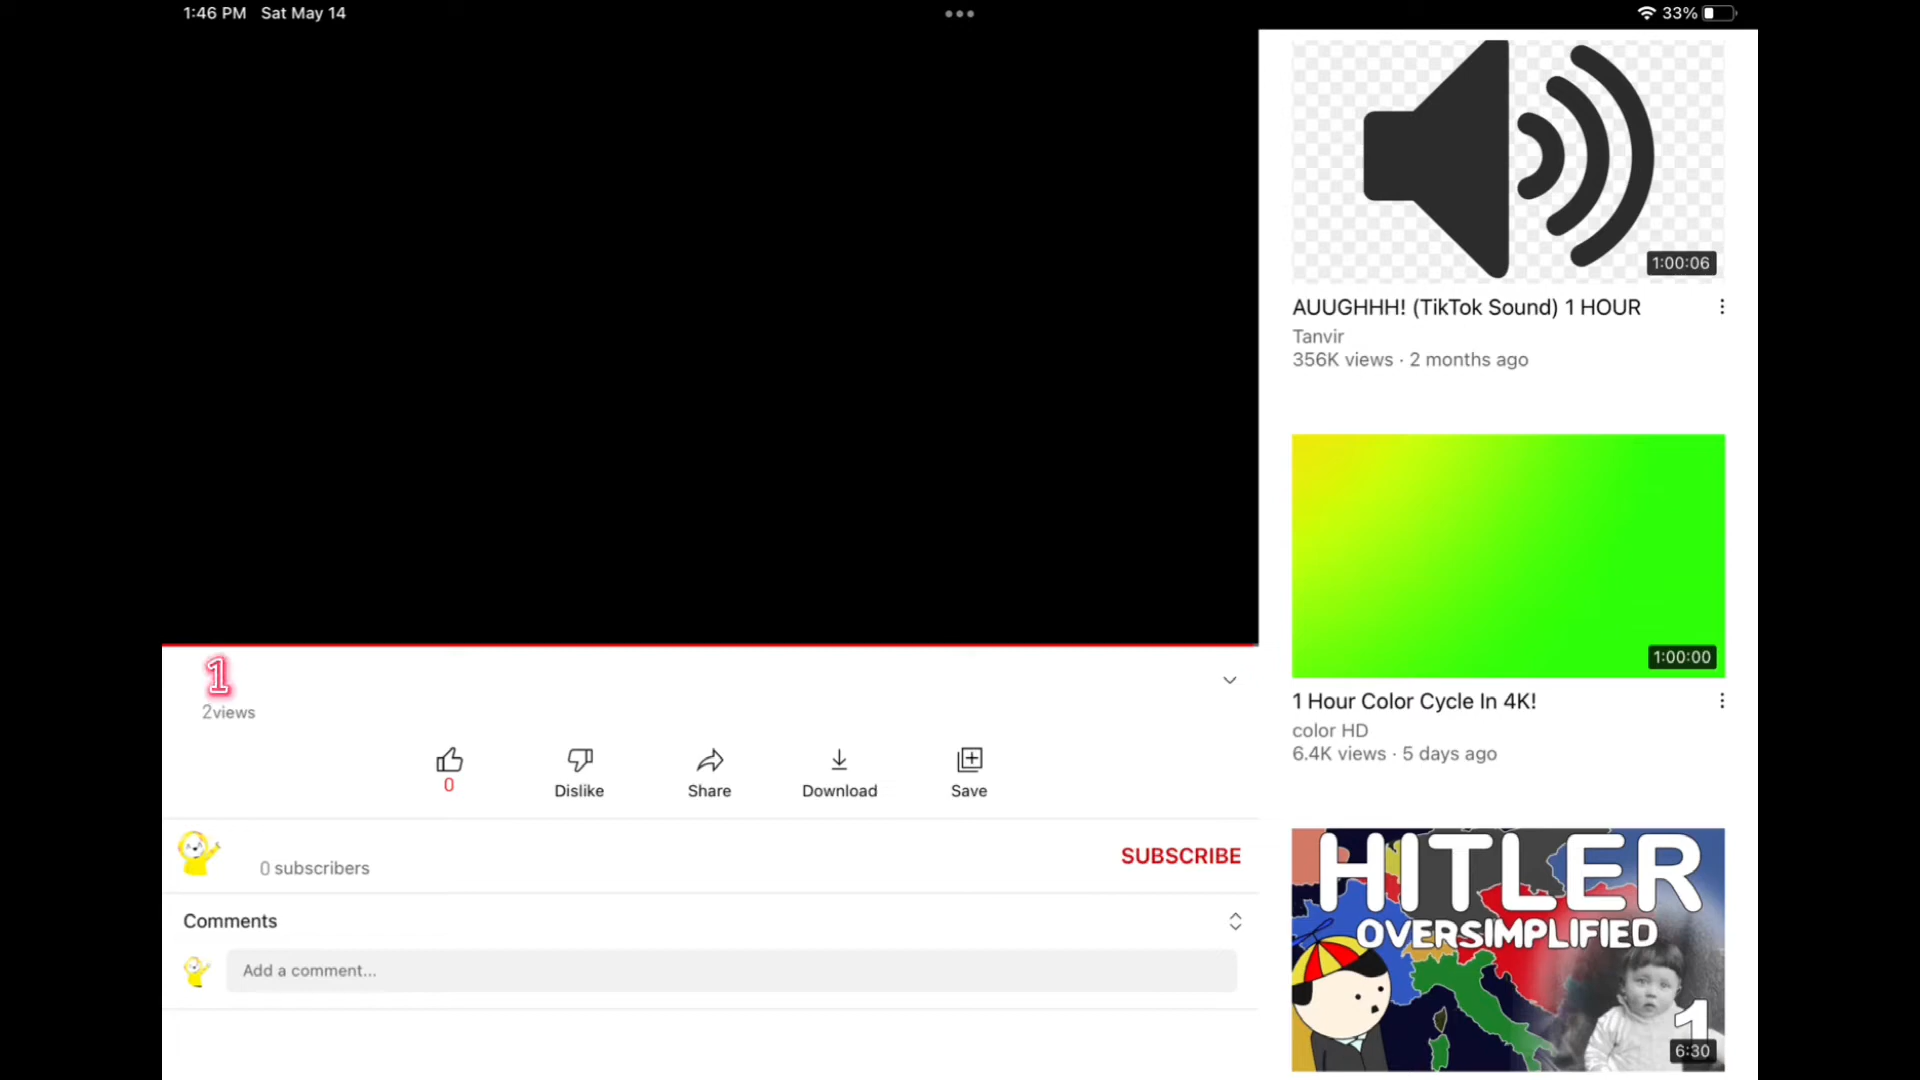 1:46 PM Sat May 14
33%
1:00:06
AUUGHHH! (TikTok Sound) 1 HOUR
Tanvir
356K views · 2 months ago
1:00:00
1 Hour Color Cycle In 4K!
color HD
6.4K views · 5 days ago
HITLER
OVERSIMPLIFIED
1
6:30
1
2views
0
Dislike
Share
Download
Save
0 subscribers
SUBSCRIBE
Comments
Add a comment...